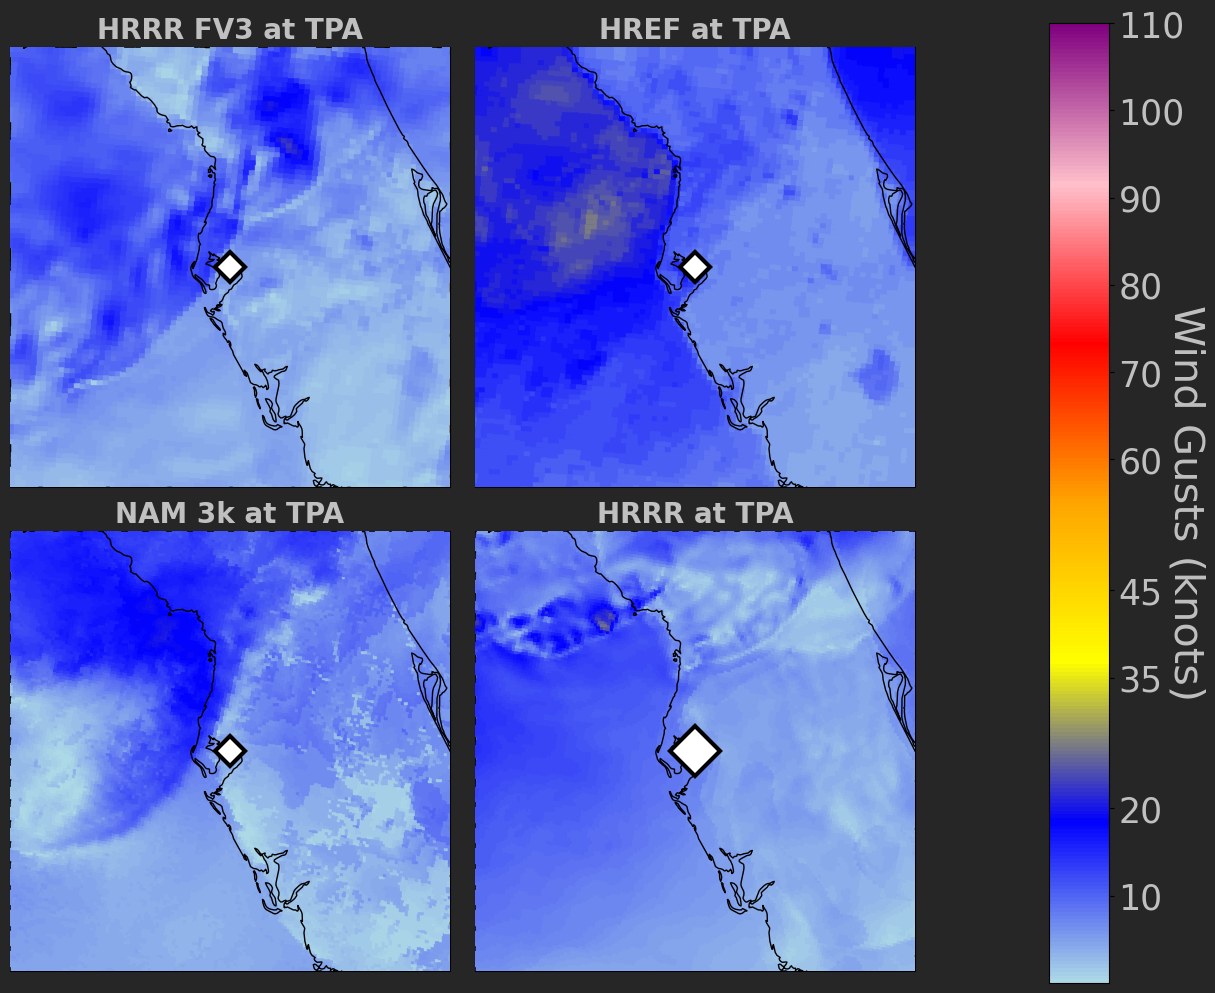 HRRR FV3 at TPA
HREF at TPA
NAM 3k at TPA
HRRR at TPA
110
100
90
80
70
60
45
35
20
10
Wind Gusts (knots)